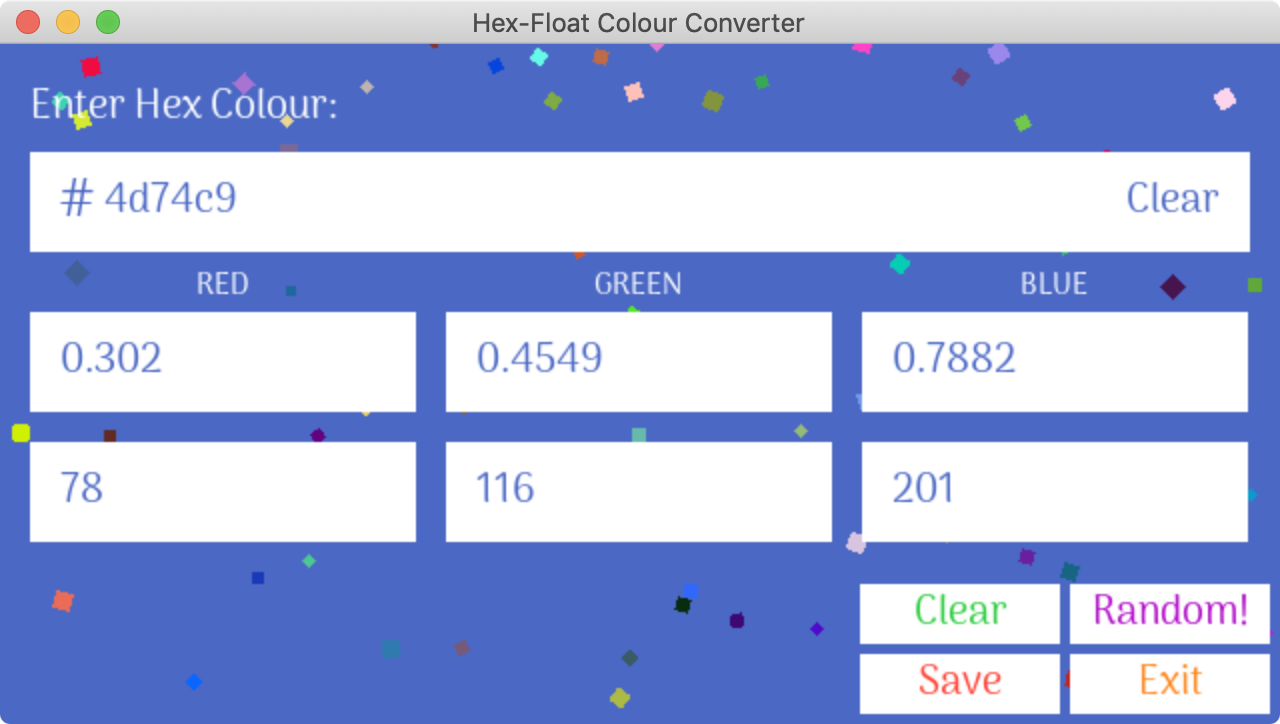 Hex-Float Colour Converter
Enter Hex Colour:
# 4d74c9 Clear
RED GREEN BLUE
0.302 0.4549 0.7882
78 116 201
Clear Random!
Save Exit